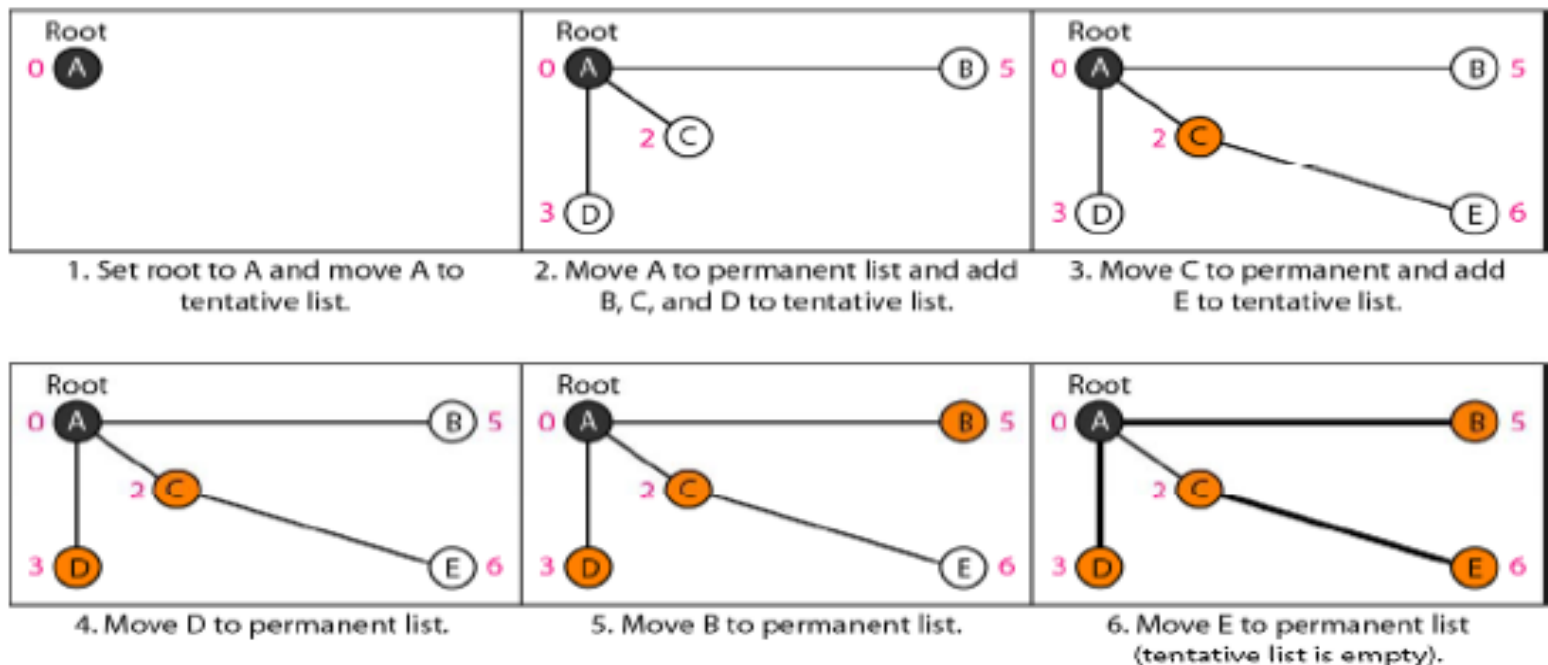 Root
0 A
1. Set root to A and move A to
tentative list.
Root
0 A B 5
2 C
3 D
2. Move A to permanent list and add
B, C, and D to tentative list.
Root
0 A B 5
2 C
3 D E 6
3. Move C to permanent and add
E to tentative list.
Root
0 A B 5
2 C
3 D E 6
4. Move D to permanent list.
Root
0 A B 5
2 C
3 D E 6
5. Move B to permanent list.
Root
0 A B 5
2 C
3 D E 6
6. Move E to permanent list
(tentative list is empty).